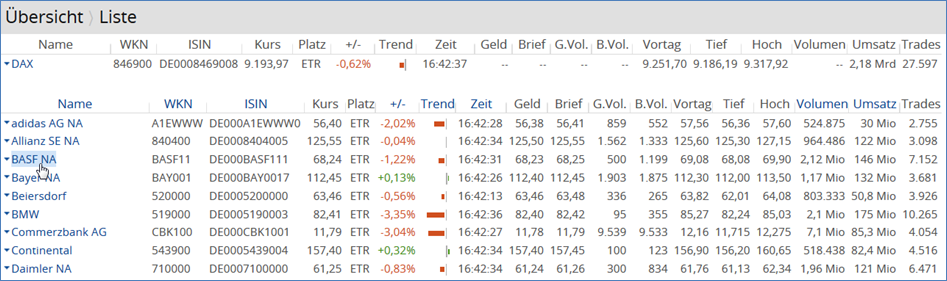 Übersicht 〉 Liste
Name WKN ISIN Kurs Platz +/- Trend Zeit Geld Brief G.Vol. B.Vol. Vortag Tief Hoch Volumen Umsatz Trades
DAX 846900 DE0008469008 9.193,97 ETR -0,62% 16:42:37 -- -- -- -- 9.251,70 9.186,19 9.317,92 -- 2,18 Mrd 27.597
Name WKN ISIN Kurs Platz +/- Trend Zeit Geld Brief G.Vol. B.Vol. Vortag Tief Hoch Volumen Umsatz Trades
adidas AG NA A1EWWW DE000A1EWWW0 56,40 ETR -2,02% 16:42:28 56,38 56,41 859 552 57,56 56,36 57,60 524.875 30 Mio 2.755
Allianz SE NA 840400 DE0008404005 125,55 ETR -0,04% 16:42:34 125,50 125,55 1.562 1.333 125,60 125,30 127,15 964.486 122 Mio 3.098
BASF NA BASF11 DE000BASF111 68,24 ETR -1,22% 16:42:31 68,23 68,25 500 1.199 69,08 68,08 69,90 2,12 Mio 146 Mio 7.152
Bayer NA BAY001 DE000BAY0017 112,45 ETR +0,13% 16:42:26 112,40 112,45 1.903 1.875 112,30 112,00 113,50 1,17 Mio 132 Mio 3.681
Beiersdorf 520000 DE0005200000 63,46 ETR -0,56% 16:42:13 63,46 63,48 336 265 63,82 62,01 64,08 803.333 50,8 Mio 3.926
BMW 519000 DE0005190003 82,41 ETR -3,35% 16:42:36 82,40 82,42 95 355 85,27 82,24 85,03 2,1 Mio 175 Mio 10.265
Commerzbank AG CBK100 DE000CBK1001 11,79 ETR -3,04% 16:42:27 11,78 11,79 9.539 9.533 12,16 11,715 12,275 7,1 Mio 85,3 Mio 4.054
Continental 543900 DE0005439004 157,40 ETR +0,32% 16:42:34 157,40 157,45 100 123 156,90 156,20 160,65 518.438 82,4 Mio 4.516
Daimler NA 710000 DE0007100000 61,25 ETR -0,83% 16:42:34 61,24 61,26 300 834 61,76 61,13 62,34 1,96 Mio 121 Mio 6.471